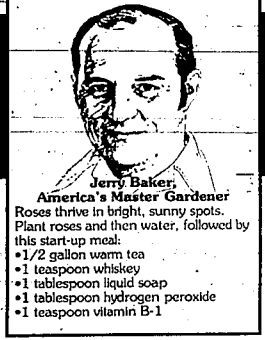 Jerry Baker,
America's Master Gardener
Roses thrive in bright, sunny spots.
Plant roses and then water, followed by
this start-up meal:
•1/2 gallon warm tea
•1 teaspoon whiskey
•1 tablespoon liquid soap
•1 tablespoon hydrogen peroxide
•1 teaspoon vitamin B-1